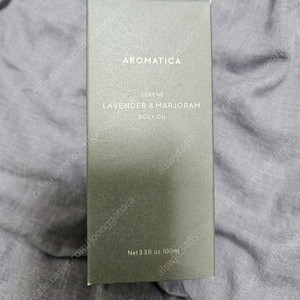 AROMATICA
SERENE
LAVENDER & MARJORAM
BODY OIL
Net 3.3 fl oz 100ml